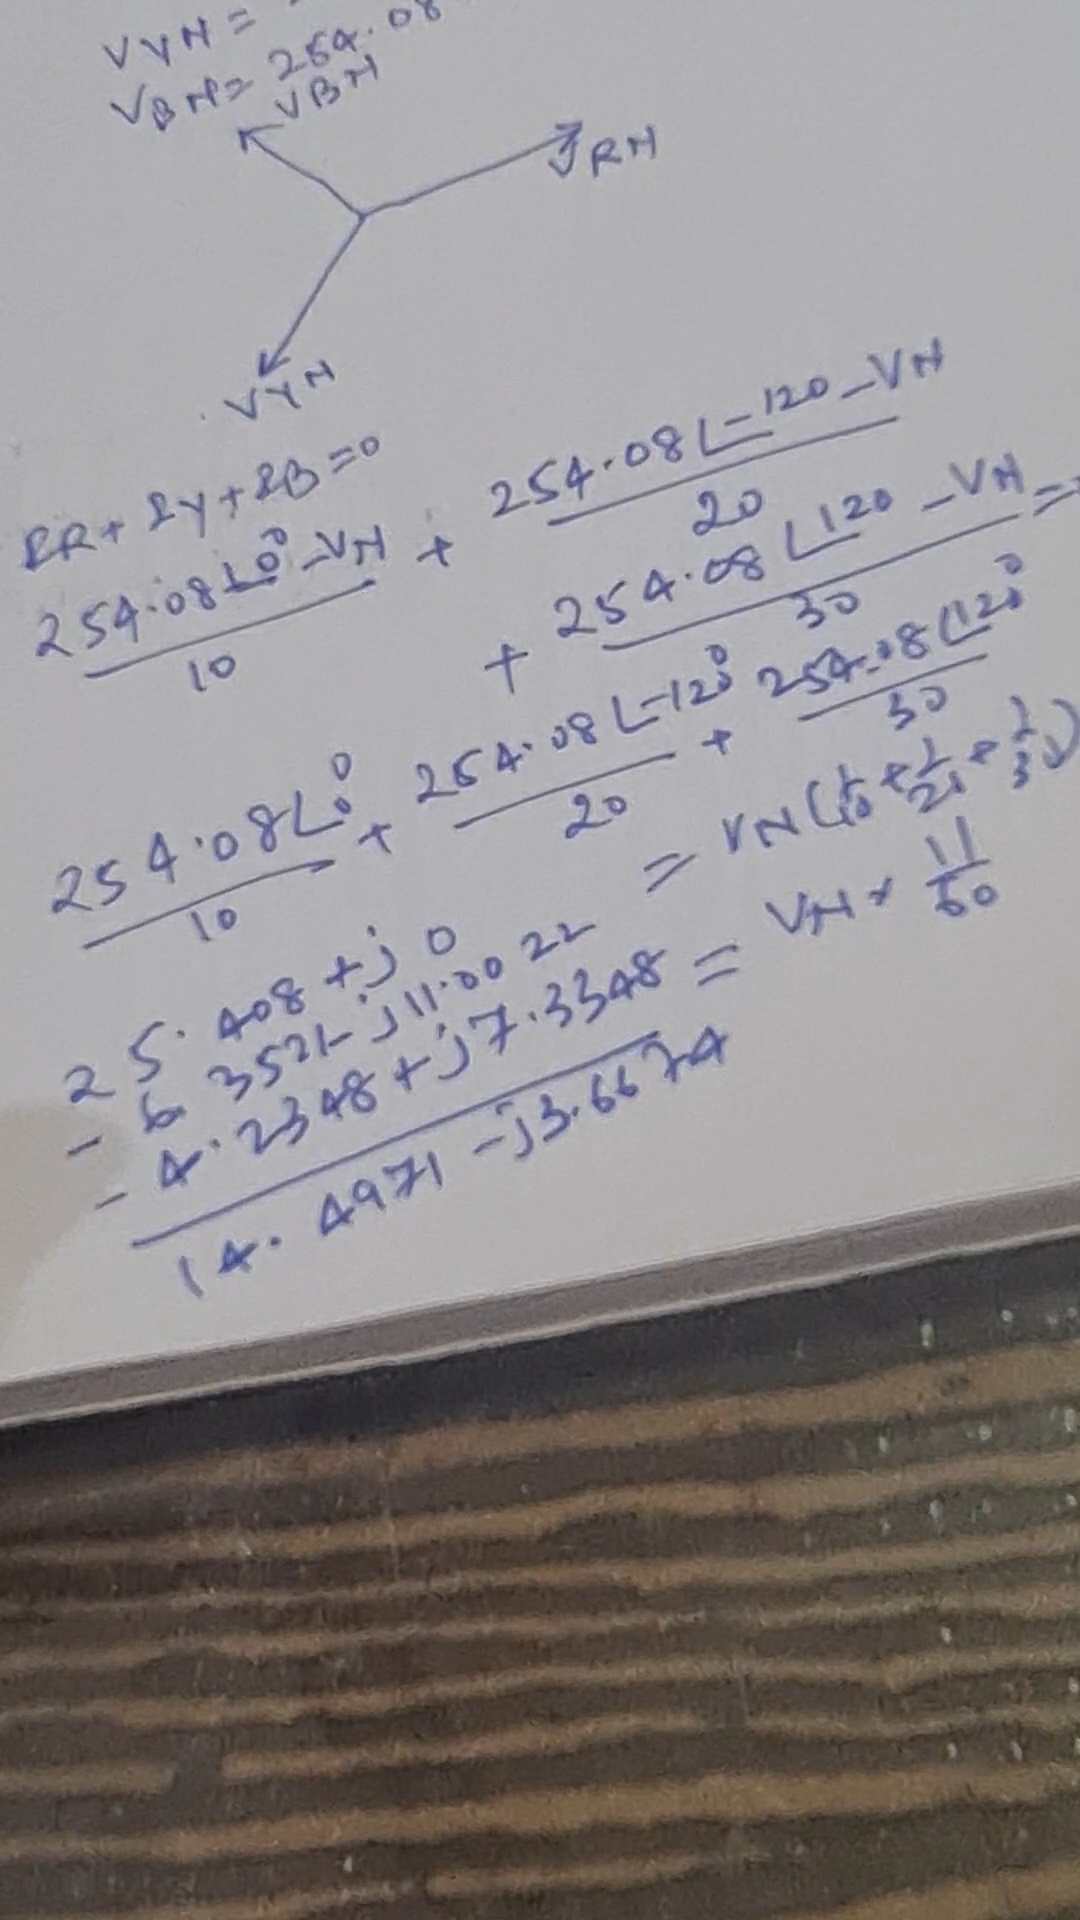 VYN =
VBN = 254.08
VBN
VRN
VYN
IR + IY + IB = 0
254.08∠0° - VN + 254.08∠-120 - VN
10 20
+ 254.08∠120 - VN =
30
254.08∠0° + 254.08∠-120° + 254.08∠120°
10 20 30
= VN(1/10 + 1/20 + 1/30)
25.408 + j0
- 6.3521 - j11.0022
- 4.2348 + j7.3348 = VN × 11/60
14.4971 - j3.6674